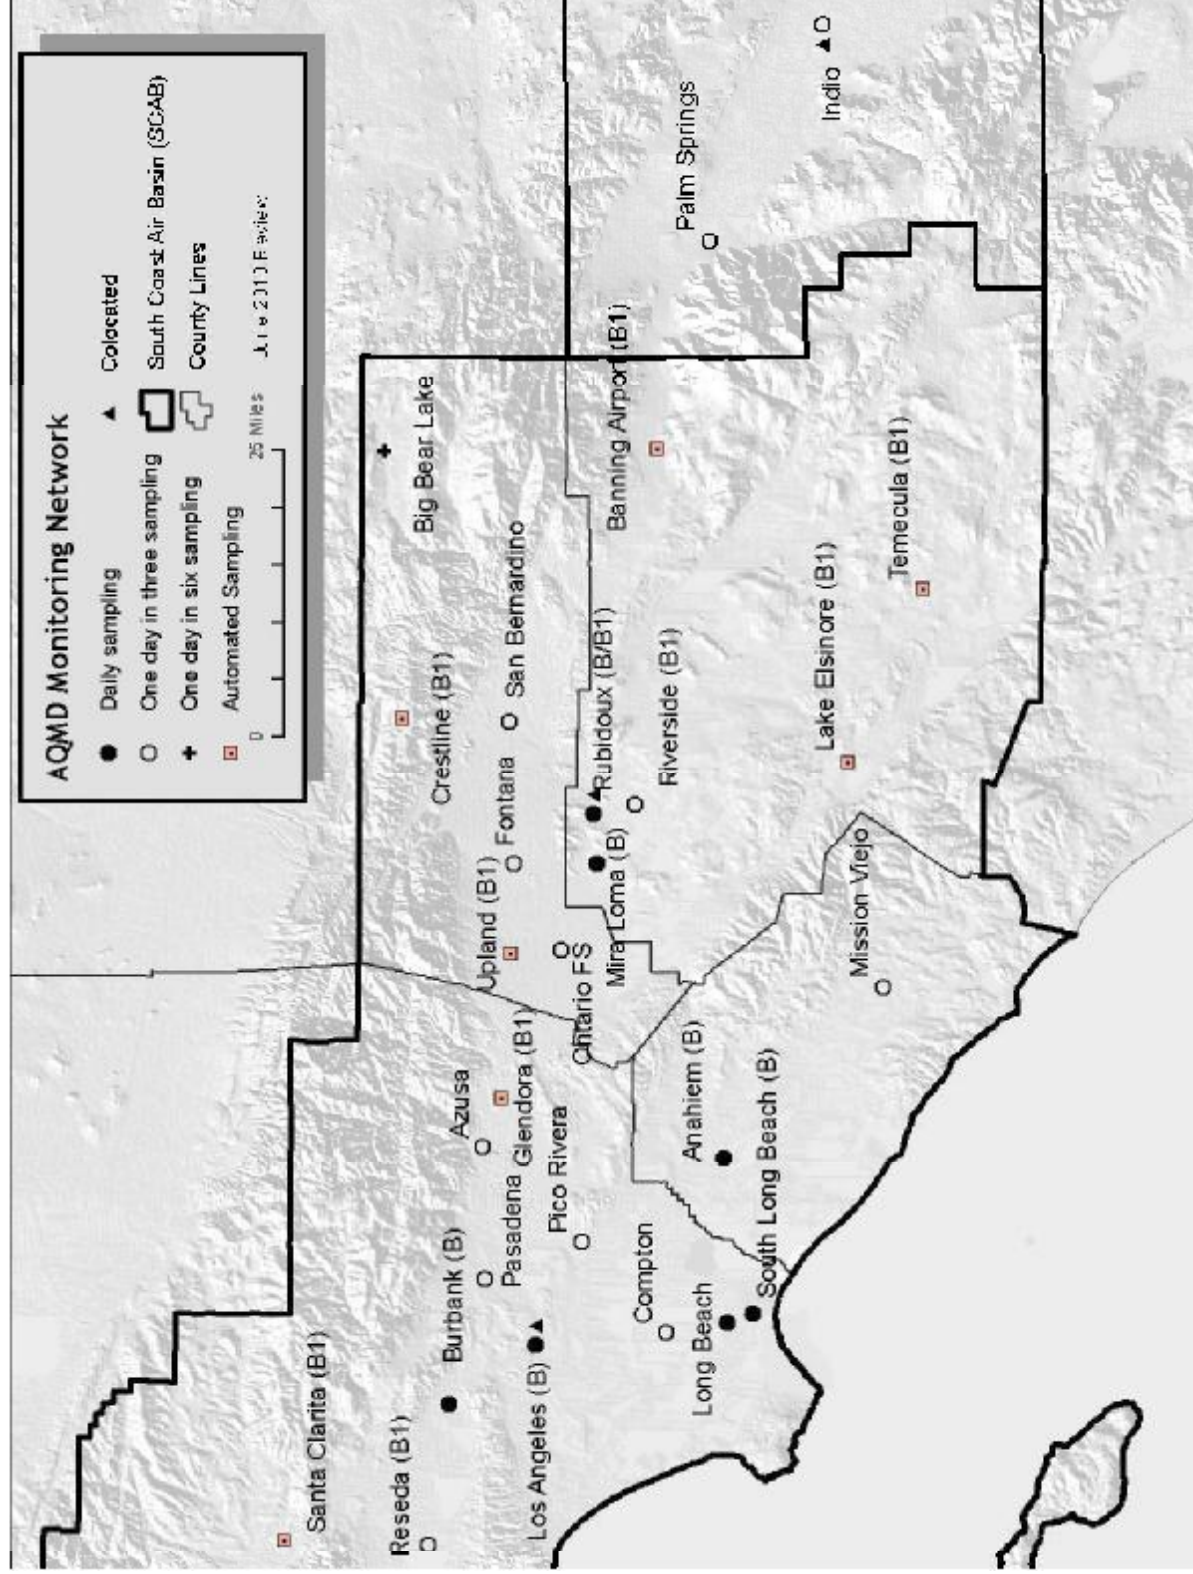 AQMD Monitoring Network
Daily sampling
Colocated
One day in three sampling
South Coast Air Basin (SCAB)
One day in six sampling
County Lines
Automated Sampling
0
25 Miles
Santa Clarita (B1)
Reseda (B1)
Burbank (B)
Los Angeles (B)
Pasadena
Azusa
Glendora (B1)
Pico Rivera
Compton
Long Beach
South Long Beach (B)
Anahiem (B)
Mission Viejo
Upland (B1)
Ontario FS
Mira Loma (B)
Fontana
Crestline (B1)
San Bernardino
Big Bear Lake
Rubidoux (B/B1)
Riverside (B1)
Banning Airport (B1)
Lake Elsinore (B1)
Temecula (B1)
Palm Springs
Indio